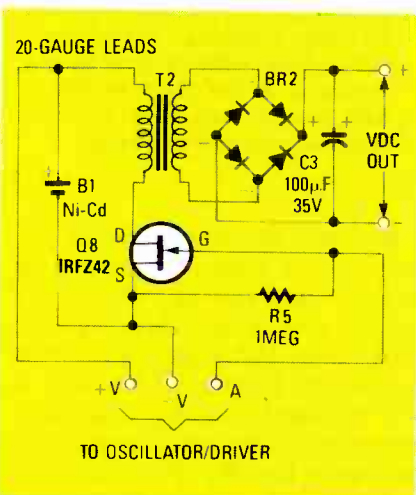 20-GAUGE LEADS
T2
BR2
+
B1
Ni-Cd
+
-
+
C3
100µF
35V
VDC
OUT
-
Q8
IRFZ42
D
G
S
R5
1MEG
+V
V
A
TO OSCILLATOR/DRIVER